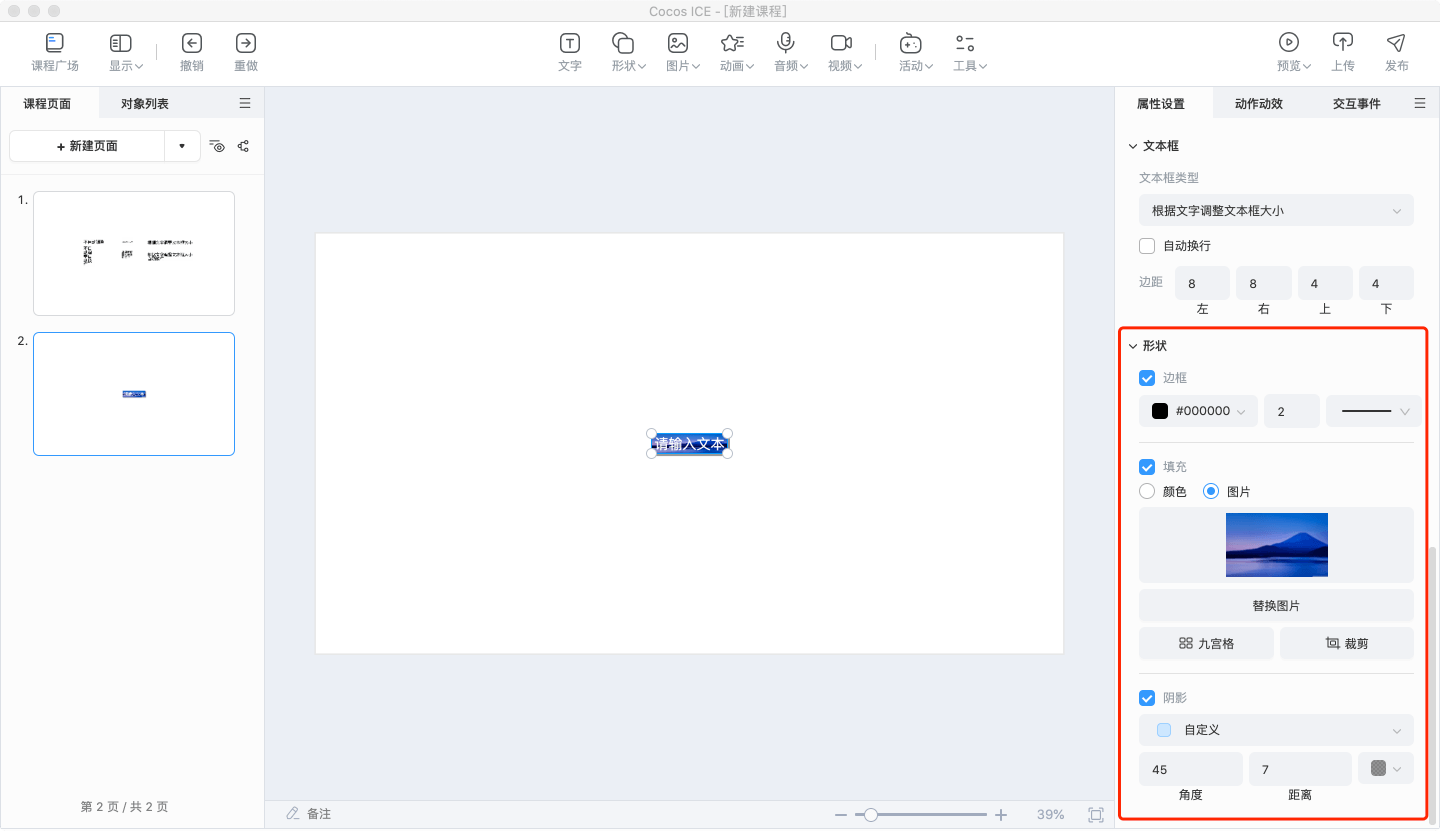 Cocos ICE - [新建课程]
课程广场 显示 撤销 重做 文字 形状 图片 动画 音频 视频 活动 工具 预览 上传 发布
课程页面 对象列表
+ 新建页面
1.
2.
请输入文本
第 2 页 / 共 2 页
备注
39%
属性设置 动作动效 交互事件
文本框
文本框类型
根据文字调整文本框大小
自动换行
边距 8 8 4 4
左 右 上 下
形状
边框
#000000 2
填充
颜色 图片
替换图片
九宫格 裁剪
阴影
自定义
45 7
角度 距离